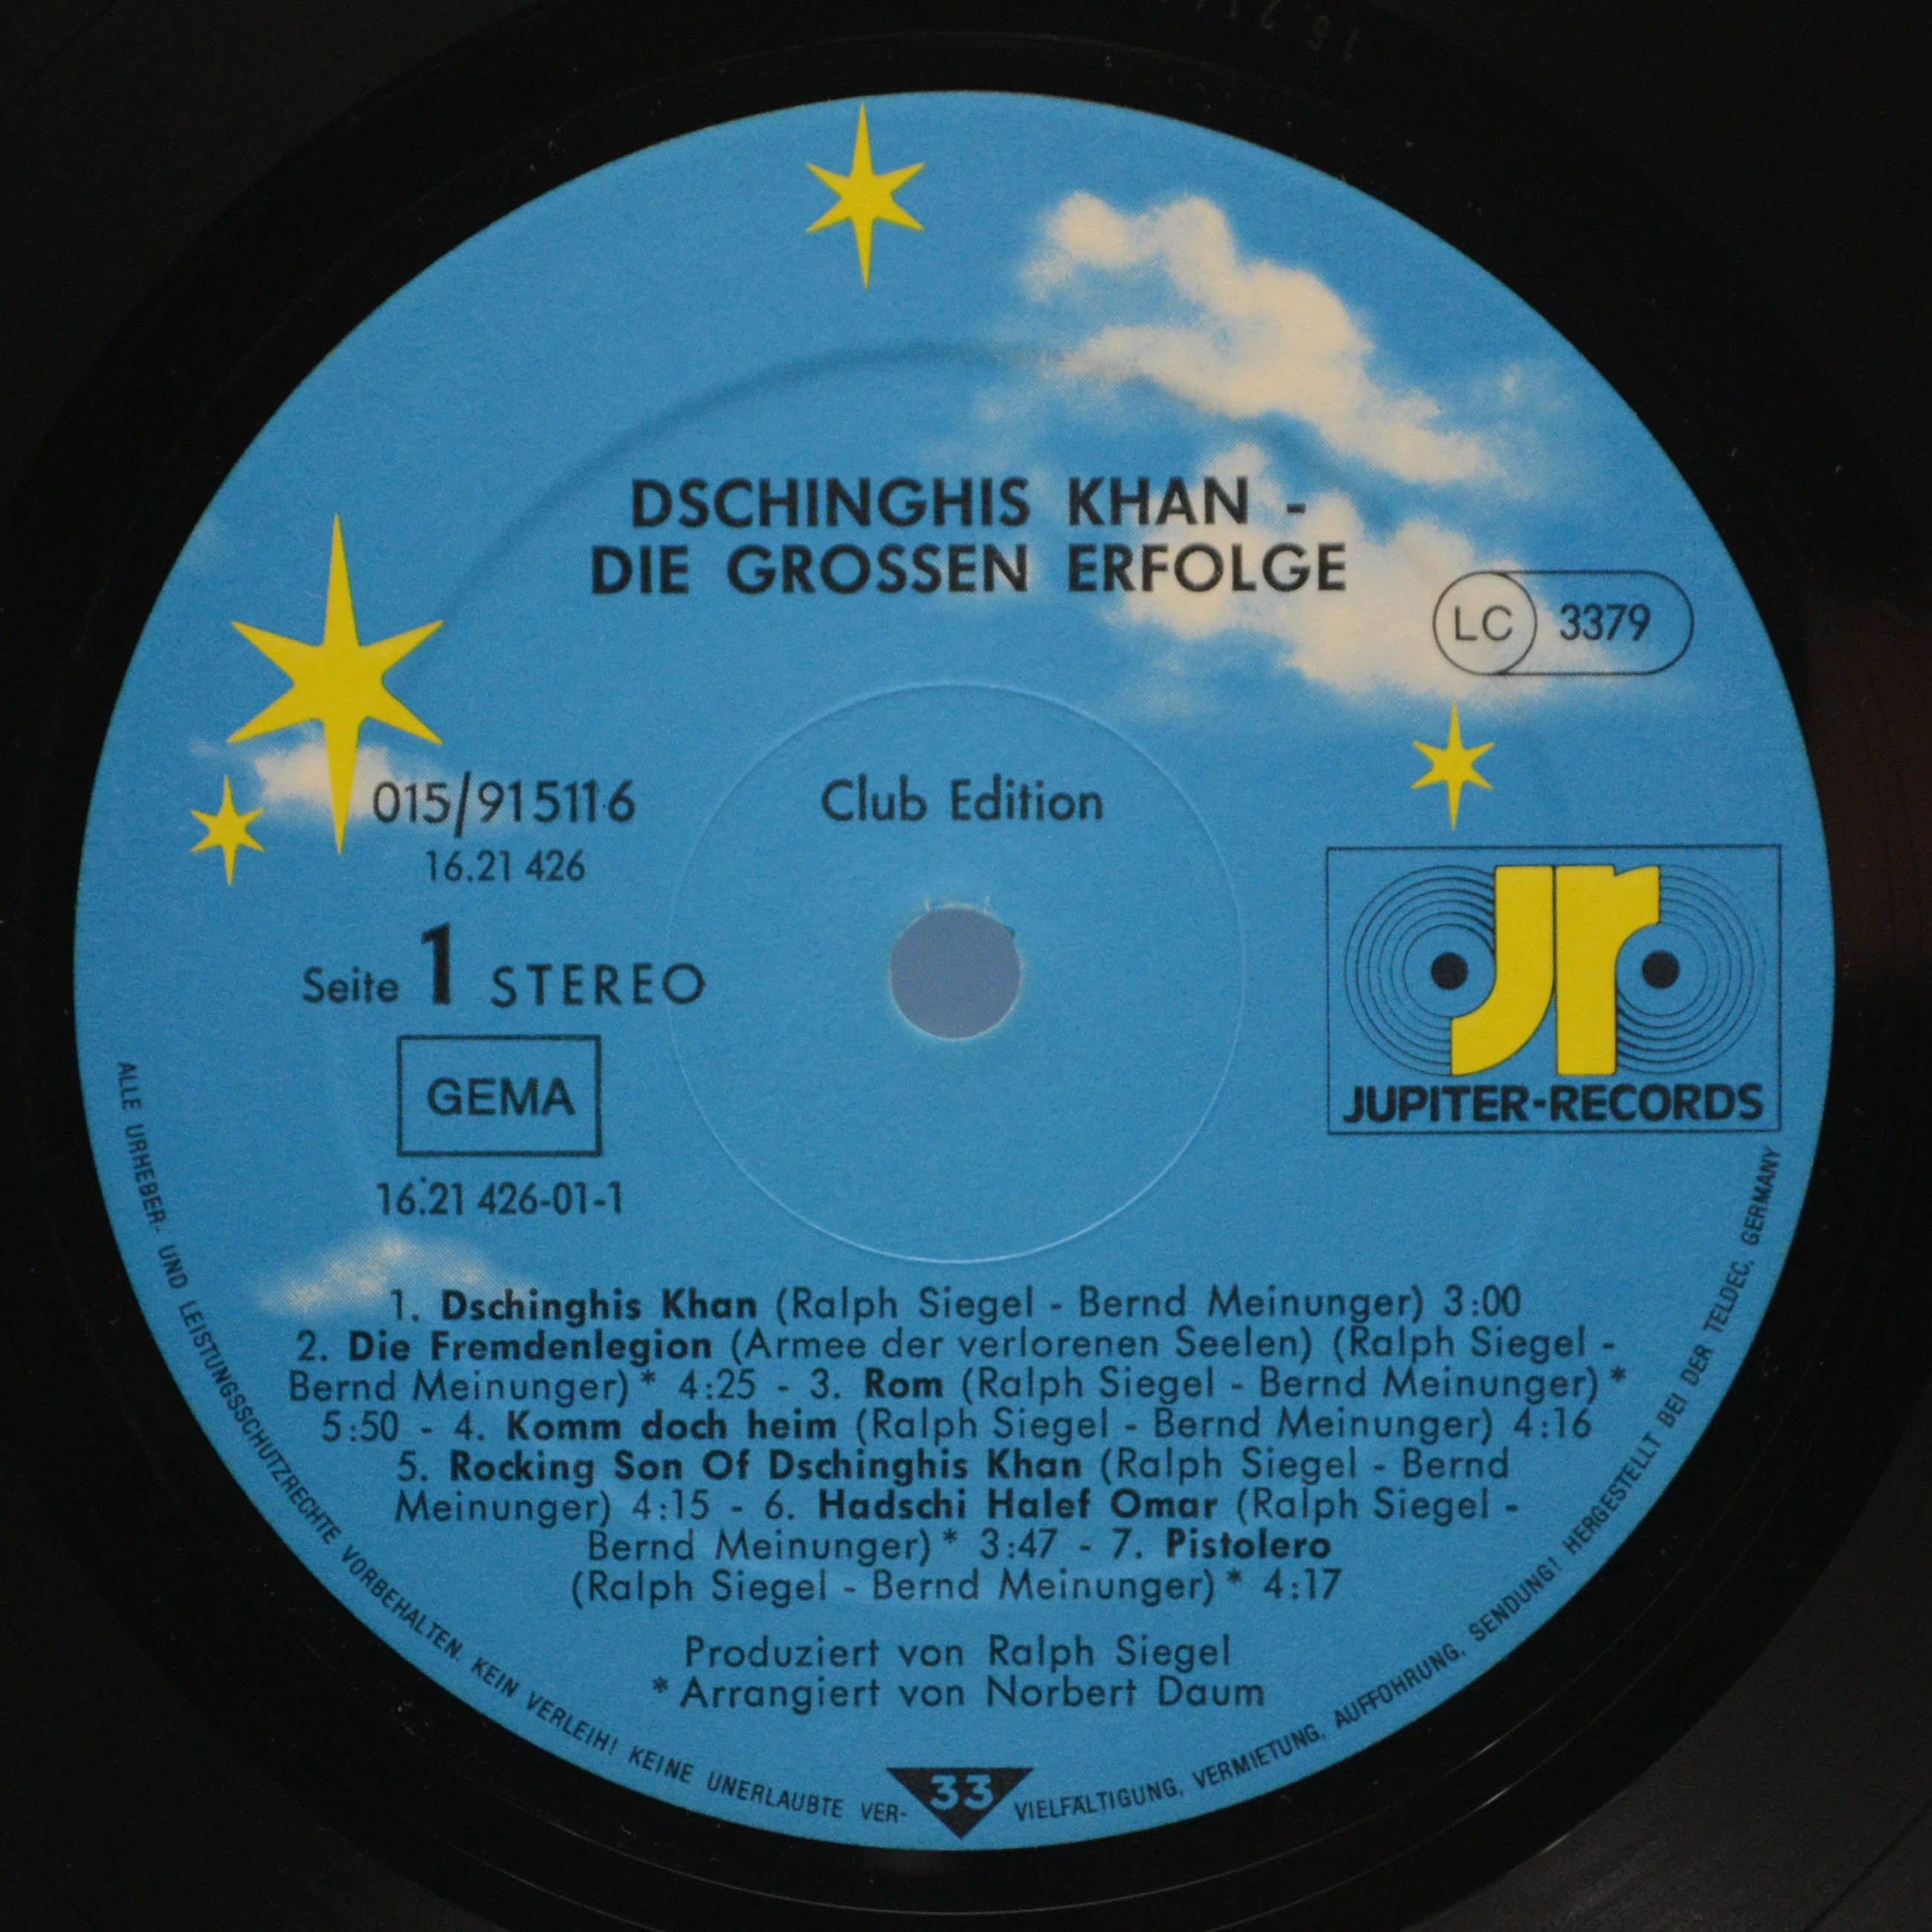 DSCHINGHIS KHAN -
DIE GROSSEN ERFOLGE
LC 3379
015/915116
Club Edition
16.21 426
Seite 1 STEREO
GEMA
16.21 426-01-1
jr
JUPITER-RECORDS
1. Dschinghis Khan (Ralph Siegel - Bernd Meinunger) 3:00
2. Die Fremdenlegion (Armee der verlorenen Seelen) (Ralph Siegel -
Bernd Meinunger)* 4:25 - 3. Rom (Ralph Siegel - Bernd Meinunger)*
5:50 - 4. Komm doch heim (Ralph Siegel - Bernd Meinunger) 4:16
5. Rocking Son Of Dschinghis Khan (Ralph Siegel - Bernd
Meinunger) 4:15 - 6. Hadschi Halef Omar (Ralph Siegel -
Bernd Meinunger)* 3:47 - 7. Pistolero
(Ralph Siegel - Bernd Meinunger)* 4:17
Produziert von Ralph Siegel
*Arrangiert von Norbert Daum
33
ALLE URHEBER- UND LEISTUNGSSCHUTZRECHTE VORBEHALTEN. KEIN VERLEIH! KEINE UNERLAUBTE VER- VIELFÄLTIGUNG, VERMIETUNG, AUFFÜHRUNG, SENDUNG! HERGESTELLT BEI DER TELDEC, GERMANY